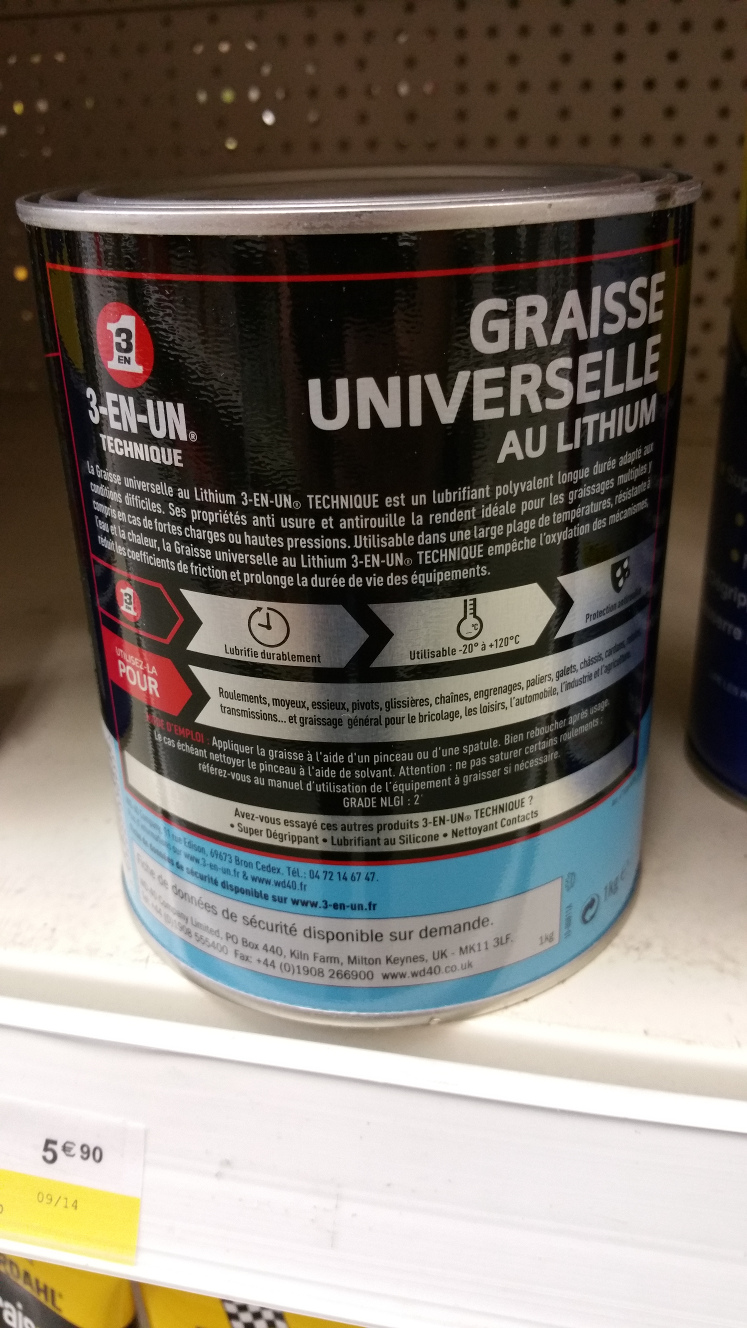 GRAISSE
UNIVERSELLE
AU LITHIUM
1
3
EN
3-EN-UN®
TECHNIQUE
La Graisse universelle au Lithium 3-EN-UN® TECHNIQUE est un lubrifiant polyvalent longue durée adapté aux
conditions difficiles. Ses propriétés anti usure et antirouille la rendent idéale pour les graissages multiples y
compris en cas de fortes charges ou hautes pressions. Utilisable dans une large plage de températures, résistante à
l'eau et la chaleur, la Graisse universelle au Lithium 3-EN-UN® TECHNIQUE empêche l'oxydation des mécanismes,
réduit les coefficients de friction et prolonge la durée de vie des équipements.
Lubrifie durablement
Utilisable -20° à +120°C
Protection
UTILISEZ-LA
POUR
Roulements, moyeux, essieux, pivots, glissières, chaînes, engrenages, paliers, galets, châssis,
transmissions... et graissage général pour le bricolage, les loisirs, l'automobile, l'industrie et l'agriculture.
D'EMPLOI : Appliquer la graisse à l'aide d'un pinceau ou d'une spatule. Bien reboucher après usage.
Le cas échéant nettoyer le pinceau à l'aide de solvant. Attention : ne pas saturer certains roulements :
référez-vous au manuel d'utilisation de l'équipement à graisser si nécessaire.
GRADE NLGI : 2
Avez-vous essayé ces autres produits 3-EN-UN® TECHNIQUE ?
• Super Dégrippant • Lubrifiant au Silicone • Nettoyant Contacts
Edison, 69673 Bron Cedex. Tél.: 04 72 14 67 47.
www.3-en-un.fr & www.wd40.fr
de données de sécurité disponible sur www.3-en-un.fr
Fiche de données de sécurité disponible sur demande.
Company Limited, PO Box 440, Kiln Farm, Milton Keynes, UK - MK11 3LF.
Fax: +44 (0)1908 266900 www.wd40.co.uk
1kg
1kg e
5€90
09/14